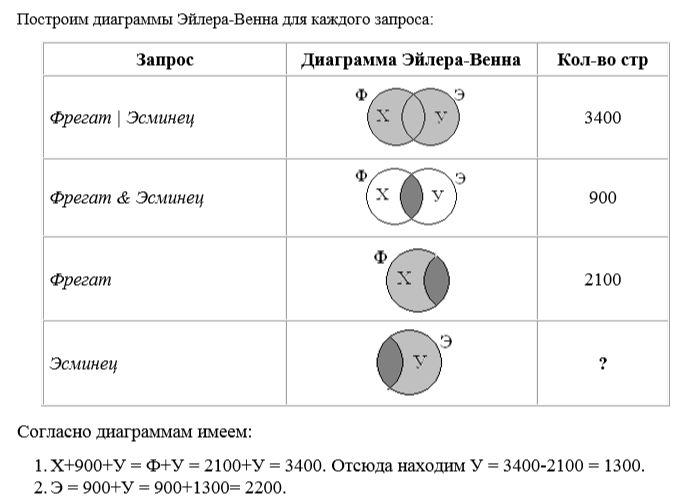 Построим диаграммы Эйлера-Венна для каждого запроса:
Запрос Диаграмма Эйлера-Венна Кол-во стр
Фрегат | Эсминец Ф Х У Э 3400
Фрегат & Эсминец Ф Х У Э 900
Фрегат Ф Х 2100
Эсминец У Э ?
Согласно диаграммам имеем:
1. Х+900+У = Ф+У = 2100+У = 3400. Отсюда находим У = 3400-2100 = 1300.
2. Э = 900+У = 900+1300= 2200.